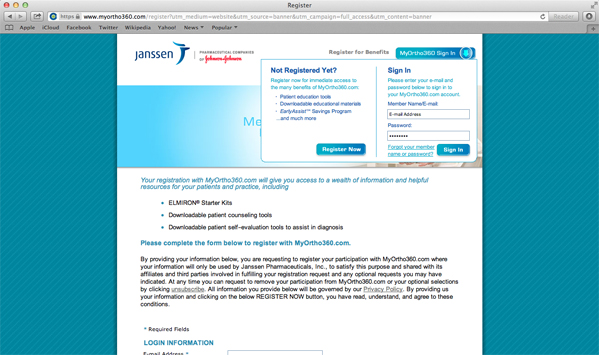 Register
https www.myortho360.com/register?utm_medium=website&utm_source=banner&utm_campaign=full_access&utm_content=banner
Reader
Apple iCloud Facebook Twitter Wikipedia Yahoo News Popular
janssen
PHARMACEUTICAL COMPANIES
OF Johnson & Johnson
Register for Benefits
MyOrtho360 Sign In
Not Registered Yet?
Register now for immediate access to
the many benefits of MyOrtho360.com:
• Patient education tools
• Downloadable educational materials
• EarlyAssist™ Savings Program
...and much more
Register Now
Sign In
Please enter your e-mail and
password below to sign in to
your MyOrtho360.com account.
Member Name/E-mail:
E-mail Address
Password:
••••••••
Forgot your member
name or password?
Sign In
Me
Your registration with MyOrtho360.com will give you access to a wealth of information and helpful
resources for your patients and practice, including
• ELMIRON® Starter Kits
• Downloadable patient counseling tools
• Downloadable patient self-evaluation tools to assist in diagnosis
Please complete the form below to register with MyOrtho360.com.
By providing your information below, you are requesting to register your participation with MyOrtho360.com where
your information will only be used by Janssen Pharmaceuticals, Inc., to satisfy this purpose and shared with its
affiliates and third parties involved in fulfilling your registration request and any optional requests you may have
indicated. At any time you can request to remove your participation from MyOrtho360.com or your optional selections
by clicking unsubscribe. All information you provide below will be governed by our Privacy Policy. By providing us
your information and clicking on the below REGISTER NOW button, you have read, understand, and agree to these
conditions.
* Required Fields
LOGIN INFORMATION
E-mail Address *